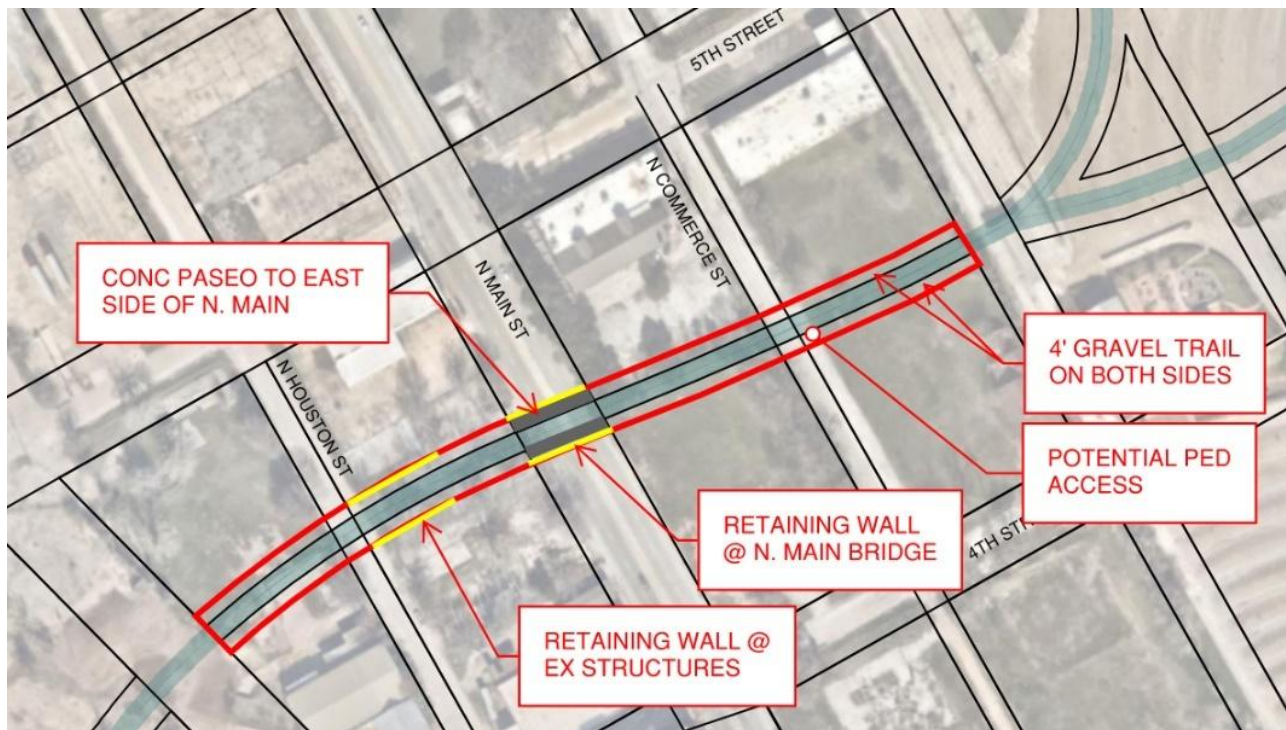 5TH STREET
N COMMERCE ST
CONC PASEO TO EAST
SIDE OF N. MAIN
N MAIN ST
N HOUSTON ST
4' GRAVEL TRAIL
ON BOTH SIDES
POTENTIAL PED
ACCESS
RETAINING WALL
@ N. MAIN BRIDGE
4TH
RETAINING WALL @
EX STRUCTURES